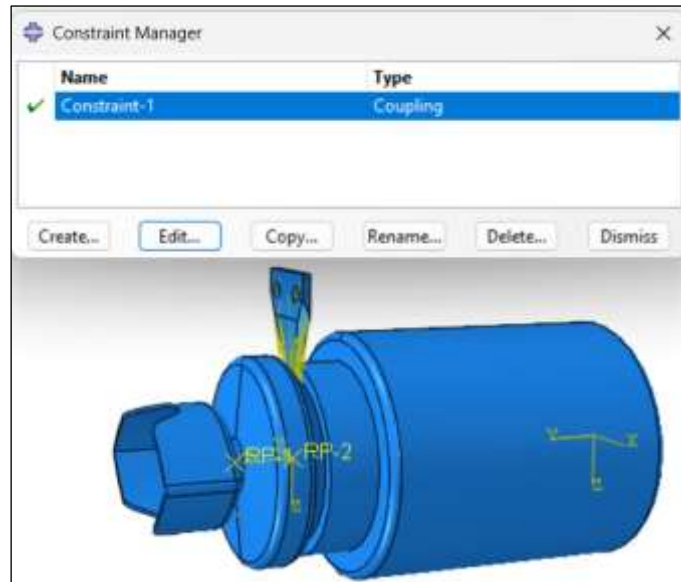 Constraint Manager
Name Type
Constraint-1 Coupling
Create... Edit... Copy... Rename... Delete... Dismiss
RP-1 RP-2